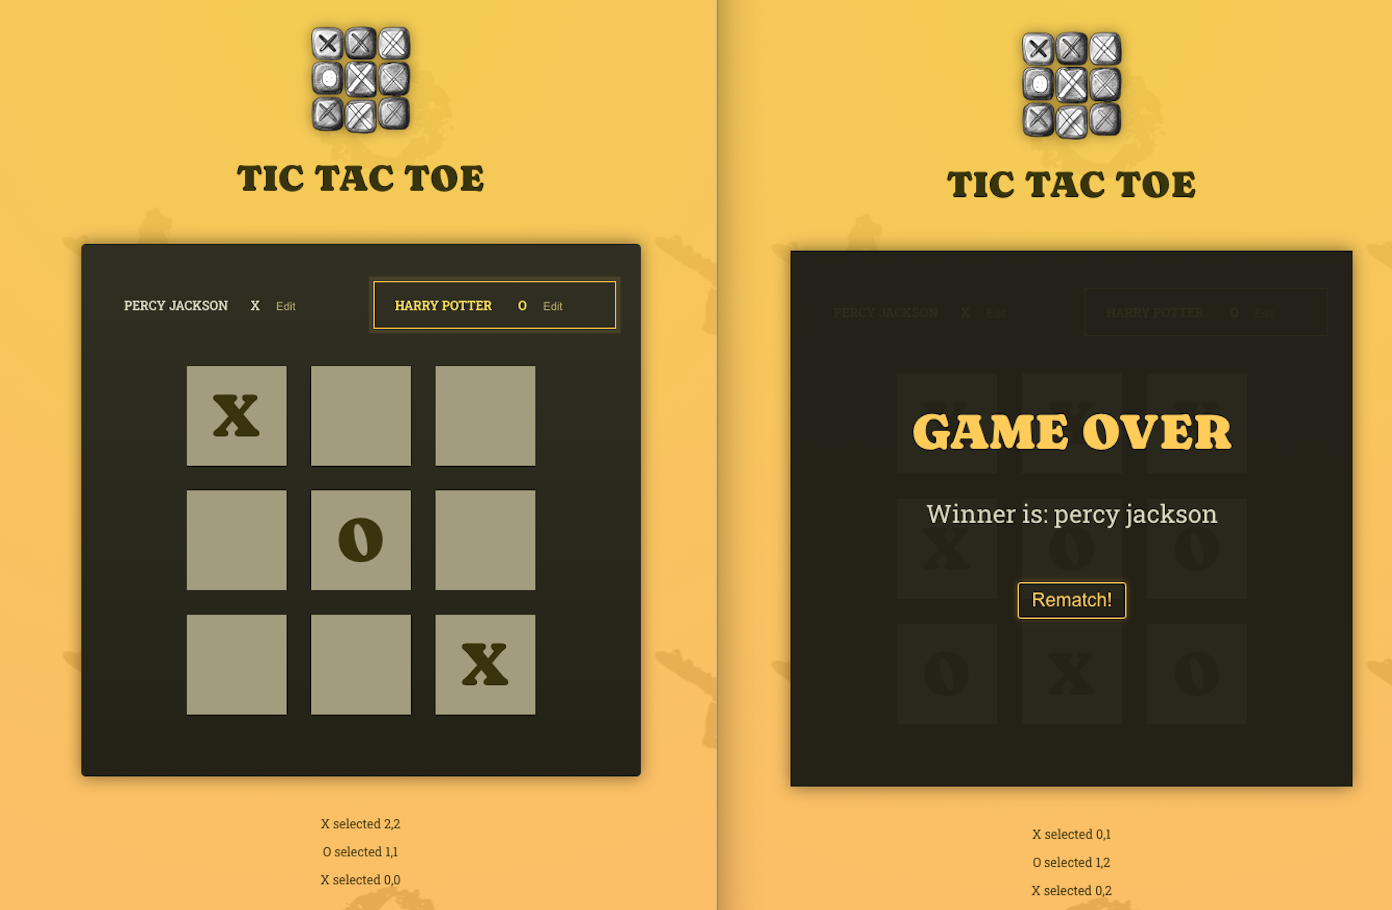 TIC TAC TOE
PERCY JACKSON X Edit
HARRY POTTER O Edit
X
O
X
X selected 2,2
O selected 1,1
X selected 0,0
TIC TAC TOE
PERCY JACKSON X Edit
HARRY POTTER O Edit
GAME OVER
Winner is: percy jackson
X O O
Rematch!
O X O
X selected 0,1
O selected 1,2
X selected 0,2